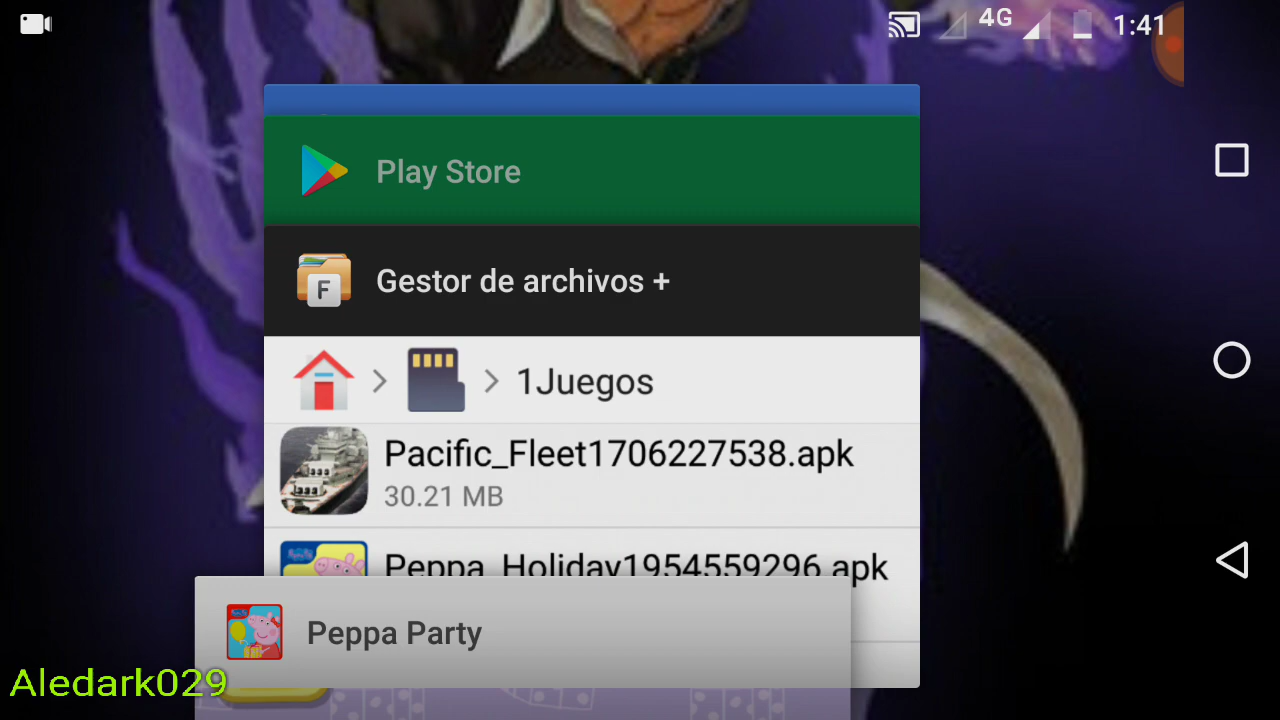 4G 1:41
Play Store
F Gestor de archivos +
1Juegos
Pacific_Fleet1706227538.apk
30.21 MB
Peppa_Holiday1954559296.apk
Peppa Party
Aledark029